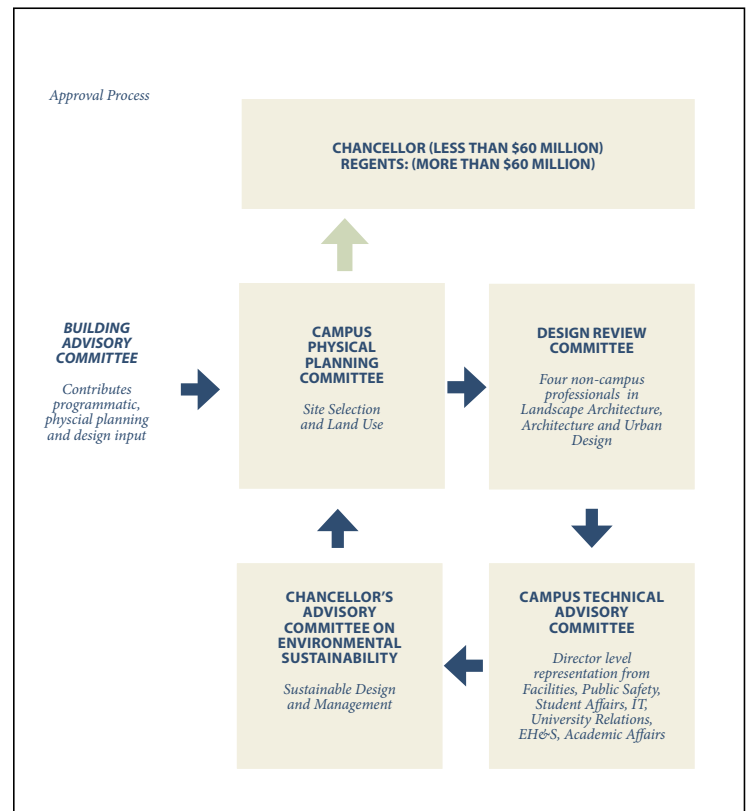 Approval Process
CHANCELLOR (LESS THAN $60 MILLION)
REGENTS: (MORE THAN $60 MILLION)
BUILDING
ADVISORY
COMMITTEE
Contributes
programmatic,
physcial planning
and design input
CAMPUS
PHYSICAL
PLANNING
COMMITTEE
Site Selection
and Land Use
DESIGN REVIEW
COMMITTEE
Four non-campus
professionals in
Landscape Architecture,
Architecture and Urban
Design
CHANCELLOR’S
ADVISORY
COMMITTEE ON
ENVIRONMENTAL
SUSTAINABILITY
Sustainable Design
and Management
CAMPUS TECHNICAL
ADVISORY
COMMITTEE
Director level
representation from
Facilities, Public Safety,
Student Affairs, IT,
University Relations,
EH&S, Academic Affairs